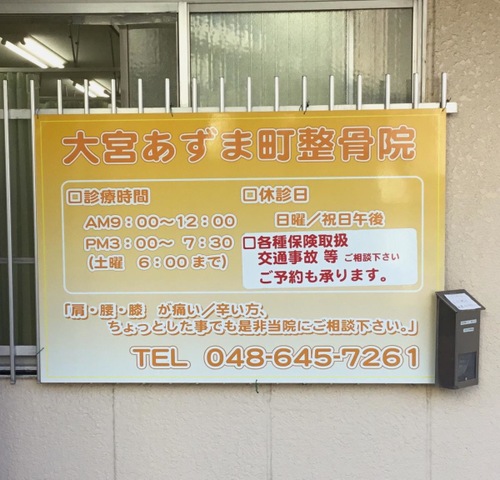 大宮あずま町整骨院
□診療時間
AM9：00～12：00
PM3：00～ 7：30
(土曜 6：00まで)
□休診日
日曜／祝日午後
□各種保険取扱
交通事故 等 ご相談下さい
ご予約も承ります。
「肩・腰・膝 が痛い／辛い方、
ちょっとした事でも是非当院にご相談下さい。」
TEL 048-645-7261